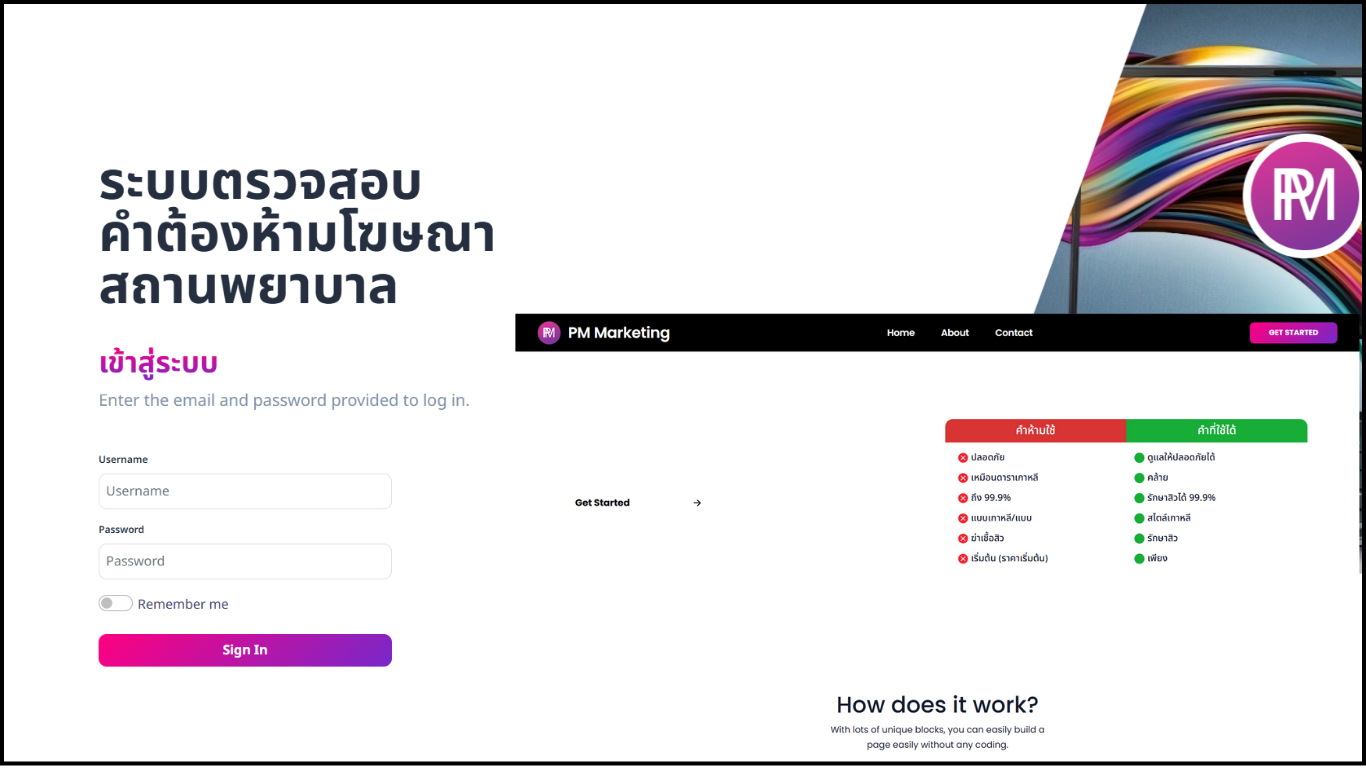 ระบบตรวจสอบ
คำต้องห้ามโฆษณา
สถานพยาบาล
เข้าสู่ระบบ
Enter the email and password provided to log in.
Username
Username
Password
Password
Remember me
Sign In
PM
PM PM Marketing Home About Contact GET STARTED
Get Started →
คำห้ามใช้ คำที่ใช้ได้
ปลอดภัย ดูแลให้ปลอดภัยได้
เหมือนดาราเกาหลี คล้าย
ถึง 99.9% รักษาสิวได้ 99.9%
แบบเกาหลี/แบบ สไตล์เกาหลี
ฆ่าเชื้อสิว รักษาสิว
เริ่มต้น (ราคาเริ่มต้น) เพียง
How does it work?
With lots of unique blocks, you can easily build a
page easily without any coding.